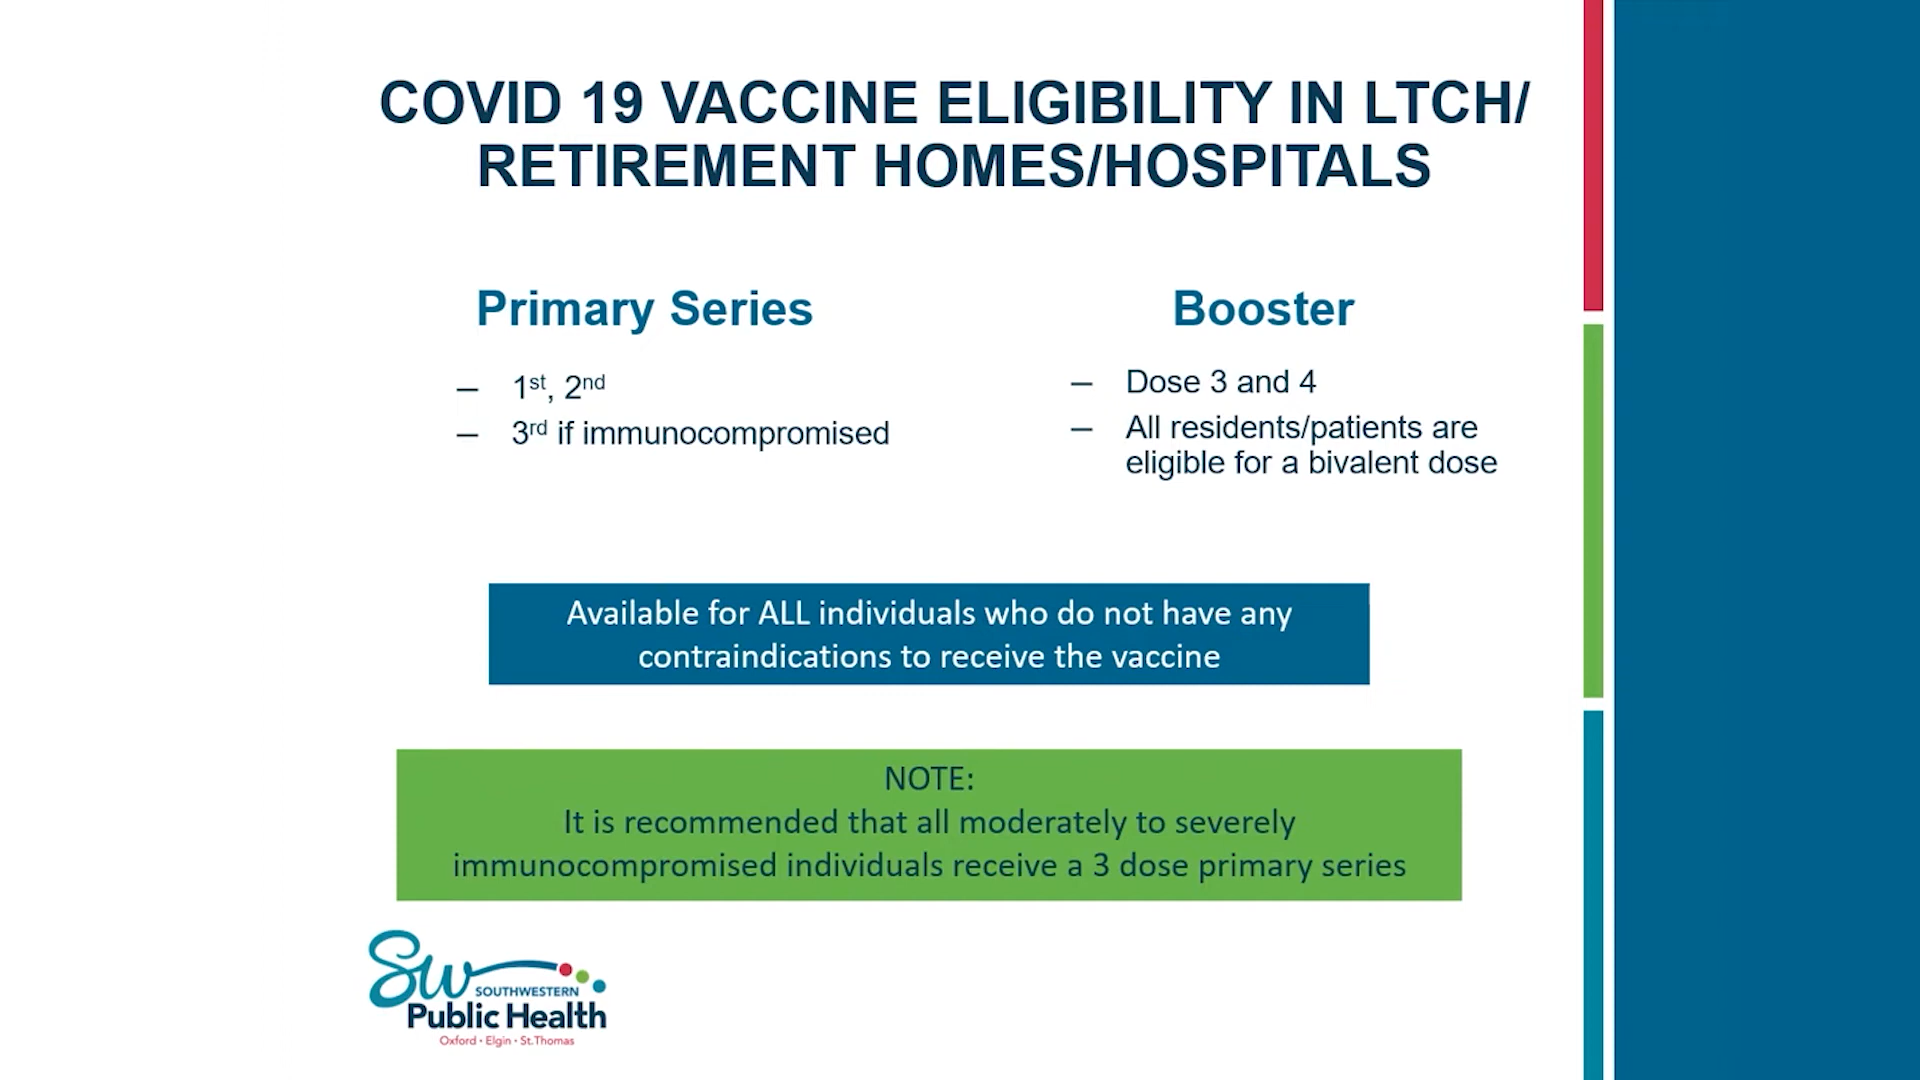 COVID 19 VACCINE ELIGIBILITY IN LTCH/
RETIREMENT HOMES/HOSPITALS
Primary Series
– 1st, 2nd
– 3rd if immunocompromised
Booster
– Dose 3 and 4
– All residents/patients are
eligible for a bivalent dose
Available for ALL individuals who do not have any
contraindications to receive the vaccine
NOTE:
It is recommended that all moderately to severely
immunocompromised individuals receive a 3 dose primary series
Sw
SOUTHWESTERN
Public Health
Oxford · Elgin · St.Thomas